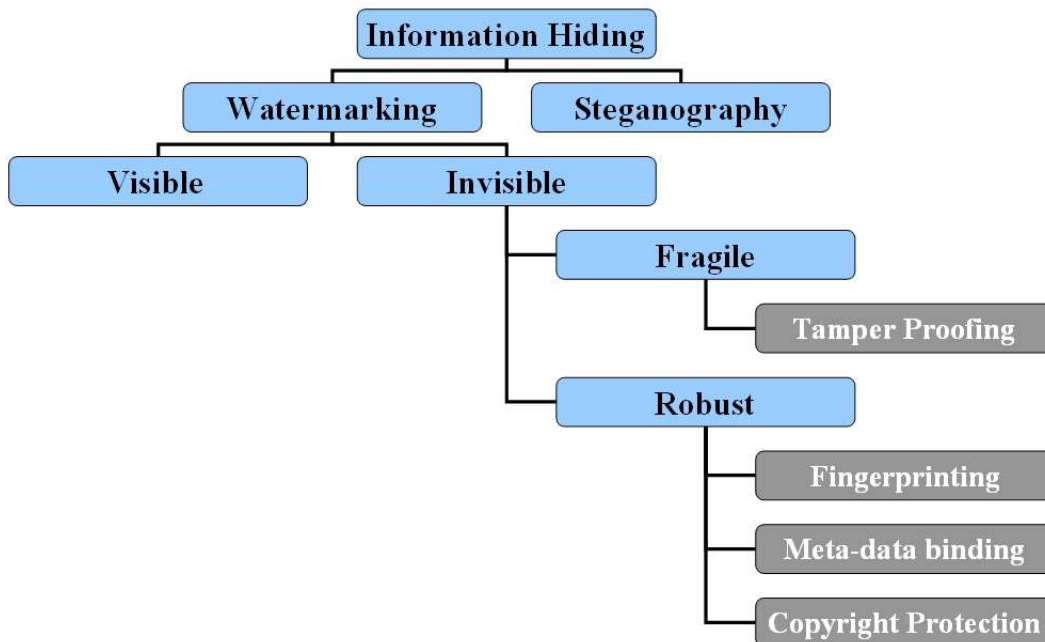 Information Hiding
Watermarking
Steganography
Visible
Invisible
Fragile
Tamper Proofing
Robust
Fingerprinting
Meta-data binding
Copyright Protection